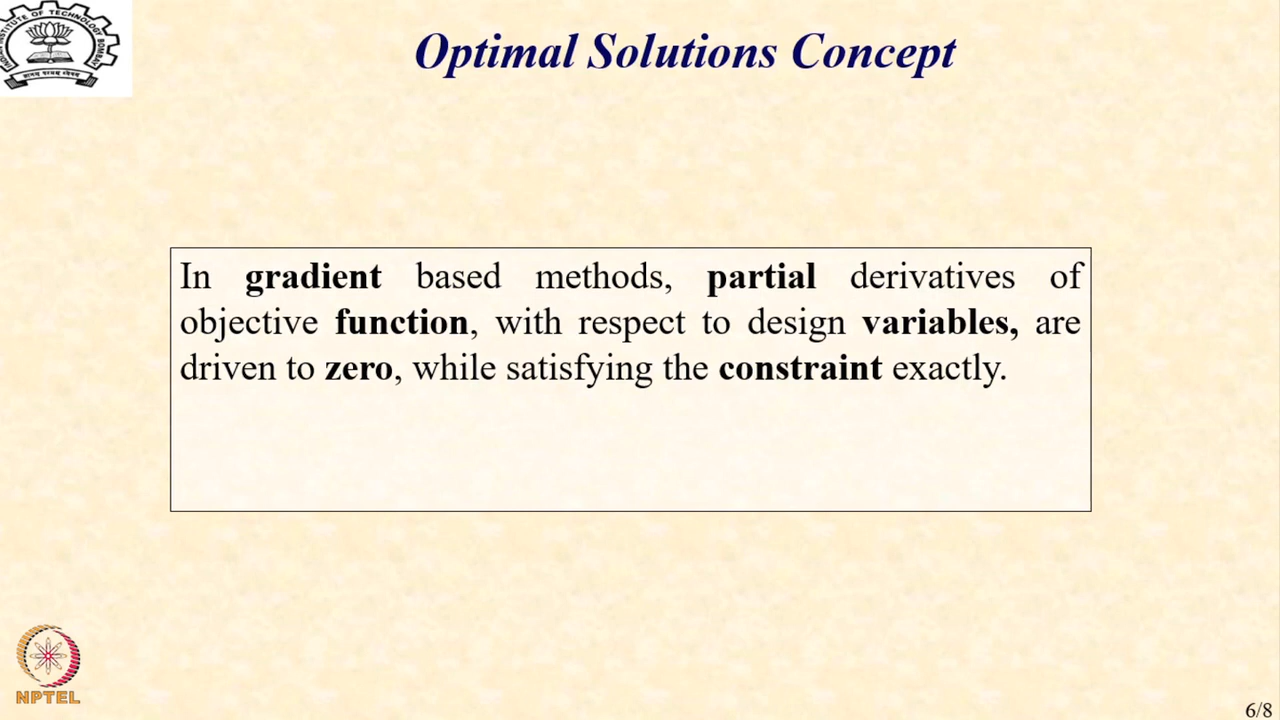 Optimal Solutions Concept
In gradient based methods, partial derivatives of
objective function, with respect to design variables, are
driven to zero, while satisfying the constraint exactly.
NPTEL
6/8